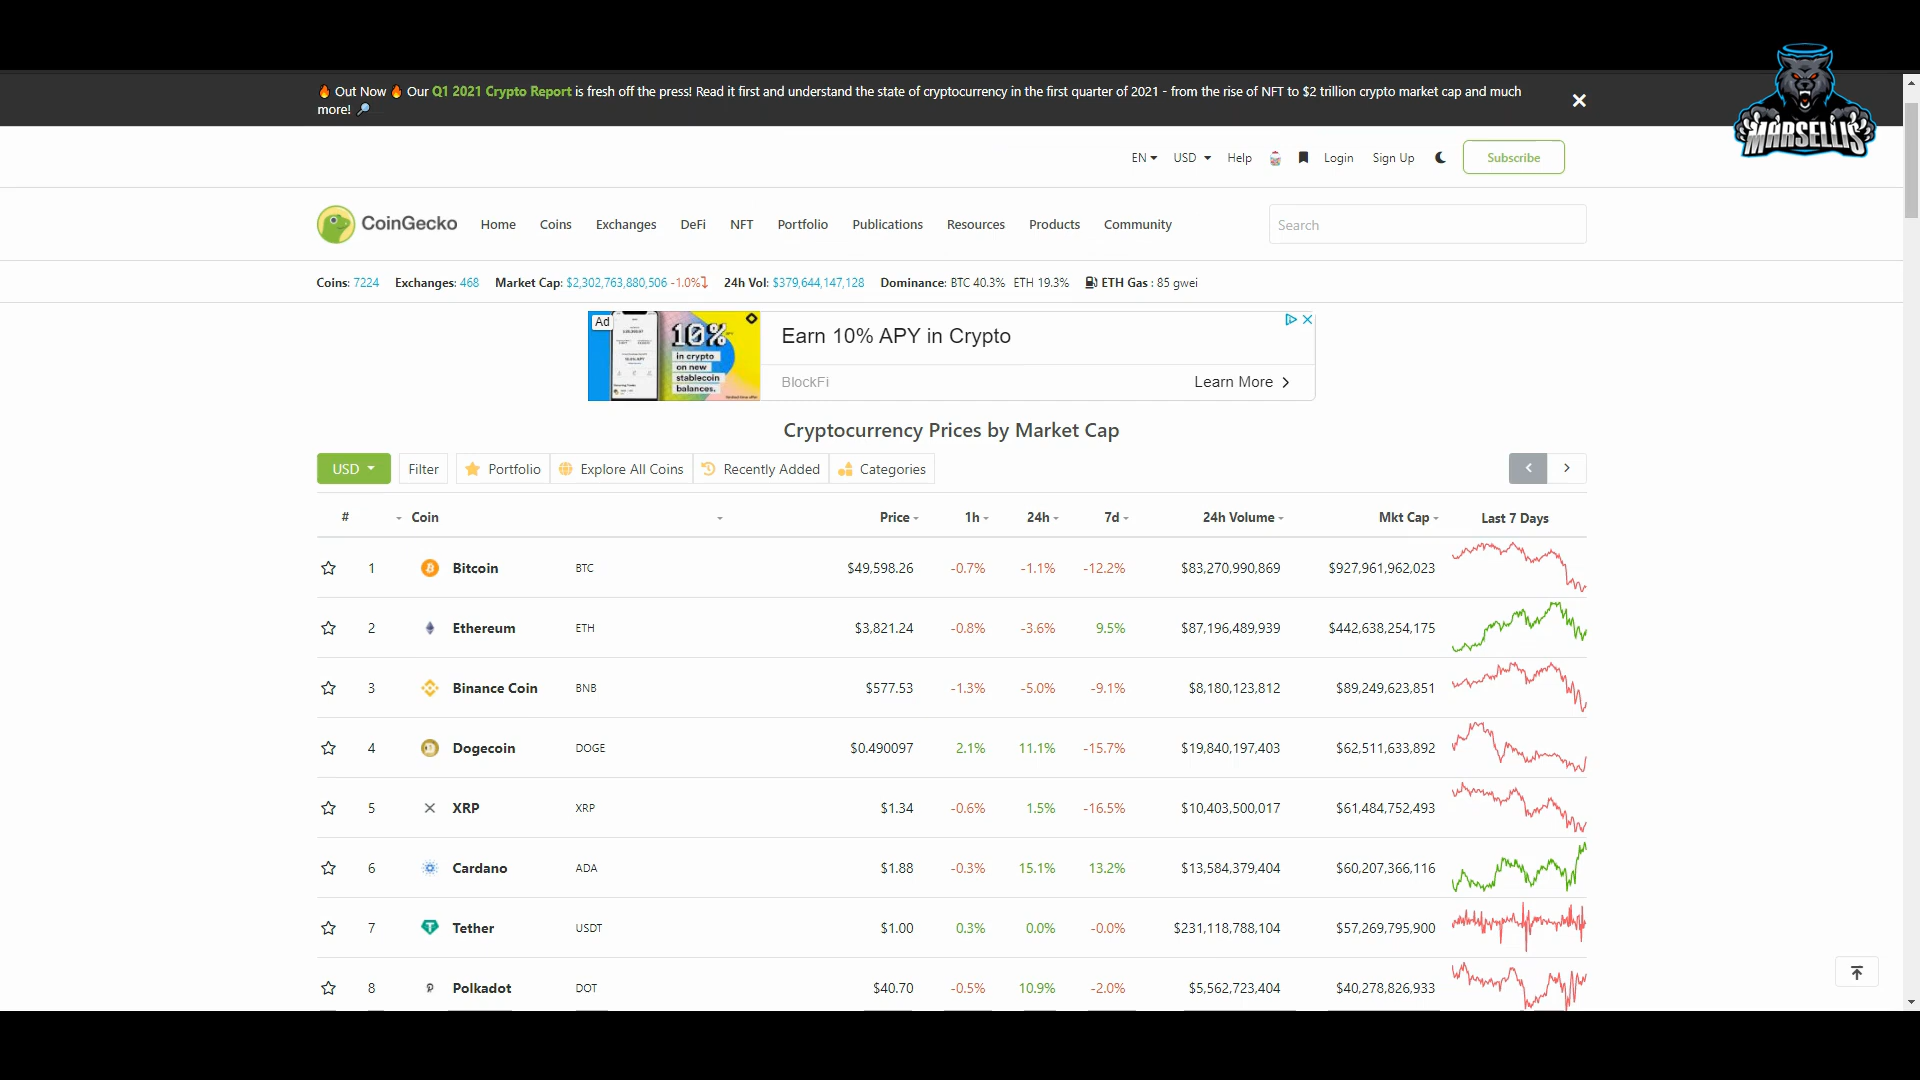 🔥 Out Now 🔥 Our Q1 2021 Crypto Report is fresh off the press! Read it first and understand the state of cryptocurrency in the first quarter of 2021 - from the rise of NFT to $2 trillion crypto market cap and much
more! 🔎
MARSELLIS
EN USD Help Login Sign Up Subscribe
CoinGecko Home Coins Exchanges DeFi NFT Portfolio Publications Resources Products Community Search
Coins: 7224 Exchanges: 468 Market Cap: $2,302,763,880,506 -1.0% 24h Vol: $379,644,147,128 Dominance: BTC 40.3% ETH 19.3% ETH Gas : 85 gwei
Ad
10%
in crypto
on new
stablecoin
balances.
Earn 10% APY in Crypto
BlockFi Learn More
Cryptocurrency Prices by Market Cap
USD Filter Portfolio Explore All Coins Recently Added Categories
# Coin Price 1h 24h 7d 24h Volume Mkt Cap Last 7 Days
1 Bitcoin BTC $49,598.26 -0.7% -1.1% -12.2% $83,270,990,869 $927,961,962,023
2 Ethereum ETH $3,821.24 -0.8% -3.6% 9.5% $87,196,489,939 $442,638,254,175
3 Binance Coin BNB $577.53 -1.3% -5.0% -9.1% $8,180,123,812 $89,249,623,851
4 Dogecoin DOGE $0.490097 2.1% 11.1% -15.7% $19,840,197,403 $62,511,633,892
5 XRP XRP $1.34 -0.6% 1.5% -16.5% $10,403,500,017 $61,484,752,493
6 Cardano ADA $1.88 -0.3% 15.1% 13.2% $13,584,379,404 $60,207,366,116
7 Tether USDT $1.00 0.3% 0.0% -0.0% $231,118,788,104 $57,269,795,900
8 Polkadot DOT $40.70 -0.5% 10.9% -2.0% $5,562,723,404 $40,278,826,933